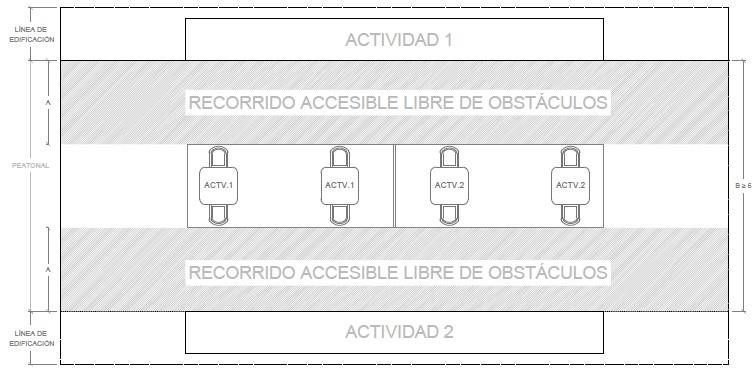 LÍNEA DE
EDIFICACIÓN
ACTIVIDAD 1
A
RECORRIDO ACCESIBLE LIBRE DE OBSTÁCULOS
PEATONAL
ACTV.1
ACTV.1
ACTV.2
ACTV.2
B ≥ 6
A
RECORRIDO ACCESIBLE LIBRE DE OBSTÁCULOS
LÍNEA DE
EDIFICACIÓN
ACTIVIDAD 2